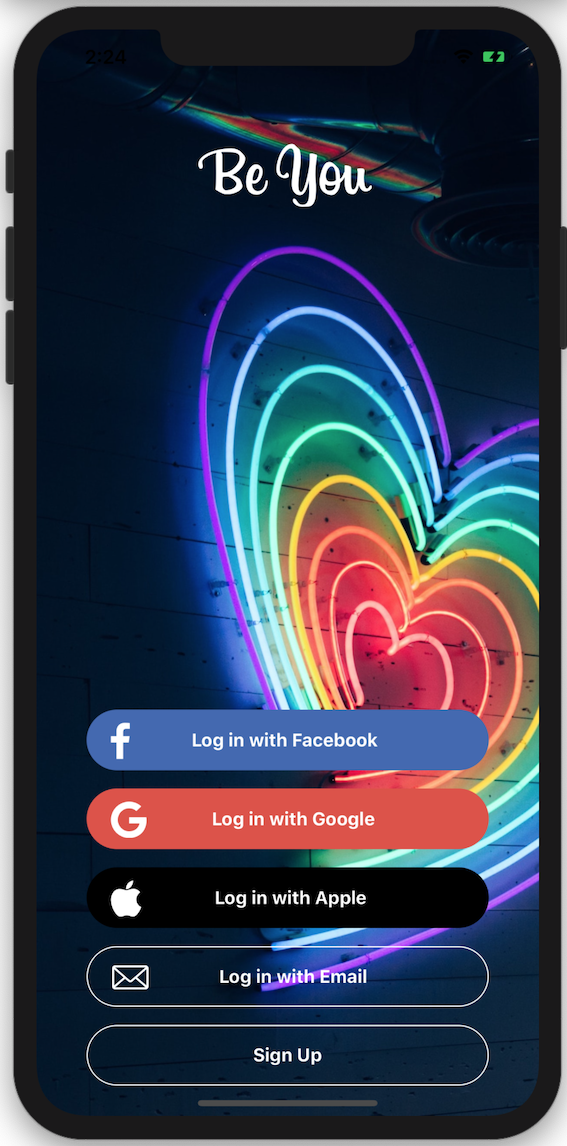 2:24
Be You
Log in with Facebook
Log in with Google
Log in with Apple
Log in with Email
Sign Up